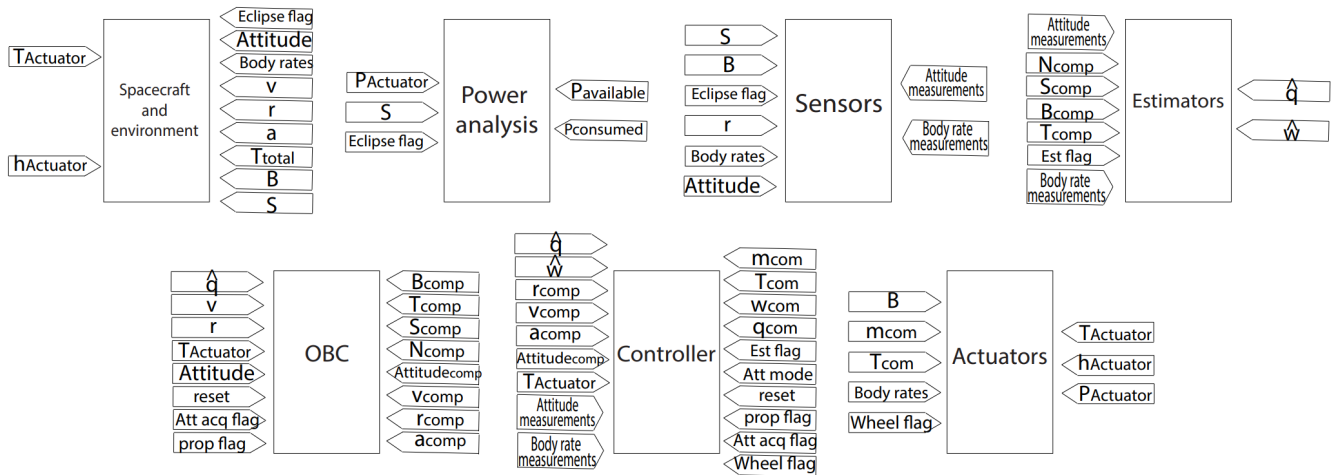 TActuator
hActuator
Spacecraft
and
environment
Eclipse flag
Attitude
Body rates
v
r
a
Ttotal
B
S
PActuator
S
Eclipse flag
Power
analysis
Pavailable
Pconsumed
S
B
Eclipse flag
r
Body rates
Attitude
Sensors
Attitude
measurements
Body rate
measurements
Attitude
measurements
Ncomp
Scomp
Bcomp
Tcomp
Est flag
Body rate
measurements
Estimators
q̂
ŵ
q̂
v
r
TActuator
Attitude
reset
Att acq flag
prop flag
OBC
Bcomp
Tcomp
Scomp
Ncomp
Attitudecomp
vcomp
rcomp
acomp
q̂
ŵ
rcomp
vcomp
acomp
Attitudecomp
TActuator
Attitude
measurements
Body rate
measurements
Controller
mcom
Tcom
wcom
qcom
Est flag
Att mode
reset
prop flag
Att acq flag
Wheel flag
B
mcom
Tcom
Body rates
Wheel flag
Actuators
TActuator
hActuator
PActuator